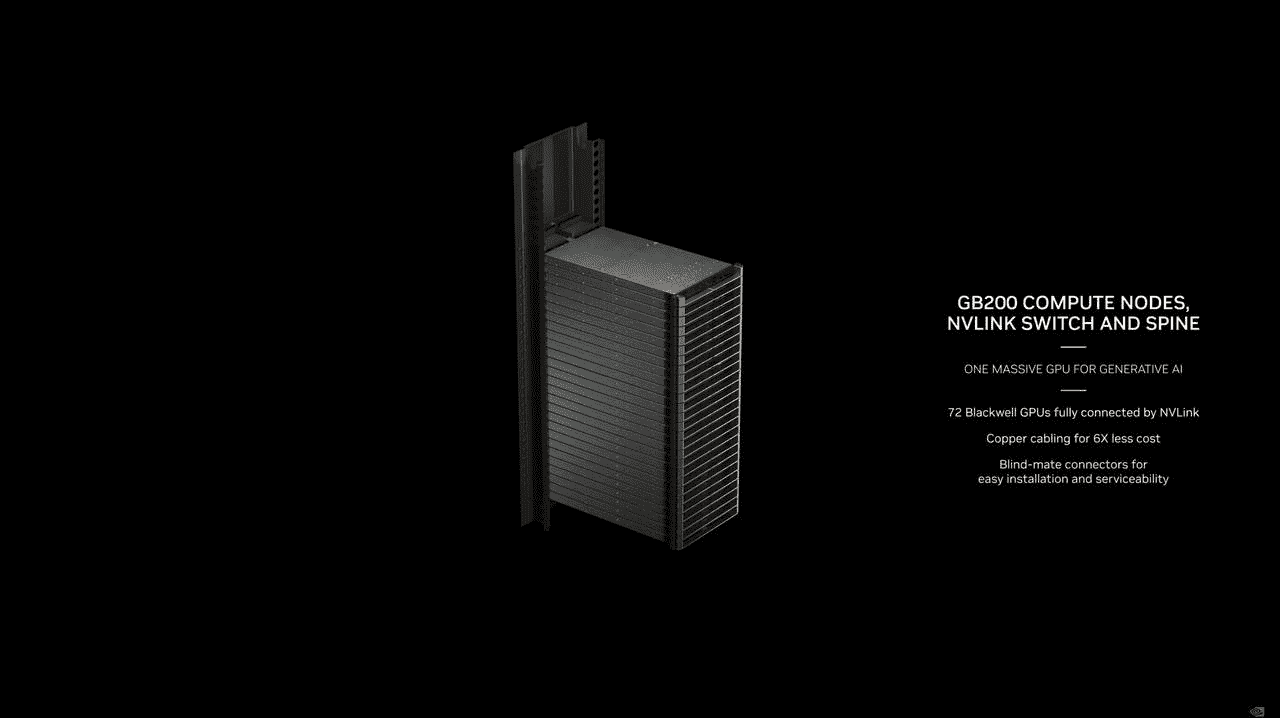 GB200 COMPUTE NODES,
NVLINK SWITCH AND SPINE
ONE MASSIVE GPU FOR GENERATIVE AI
72 Blackwell GPUs fully connected by NVLink
Copper cabling for 6X less cost
Blind-mate connectors for
easy installation and serviceability